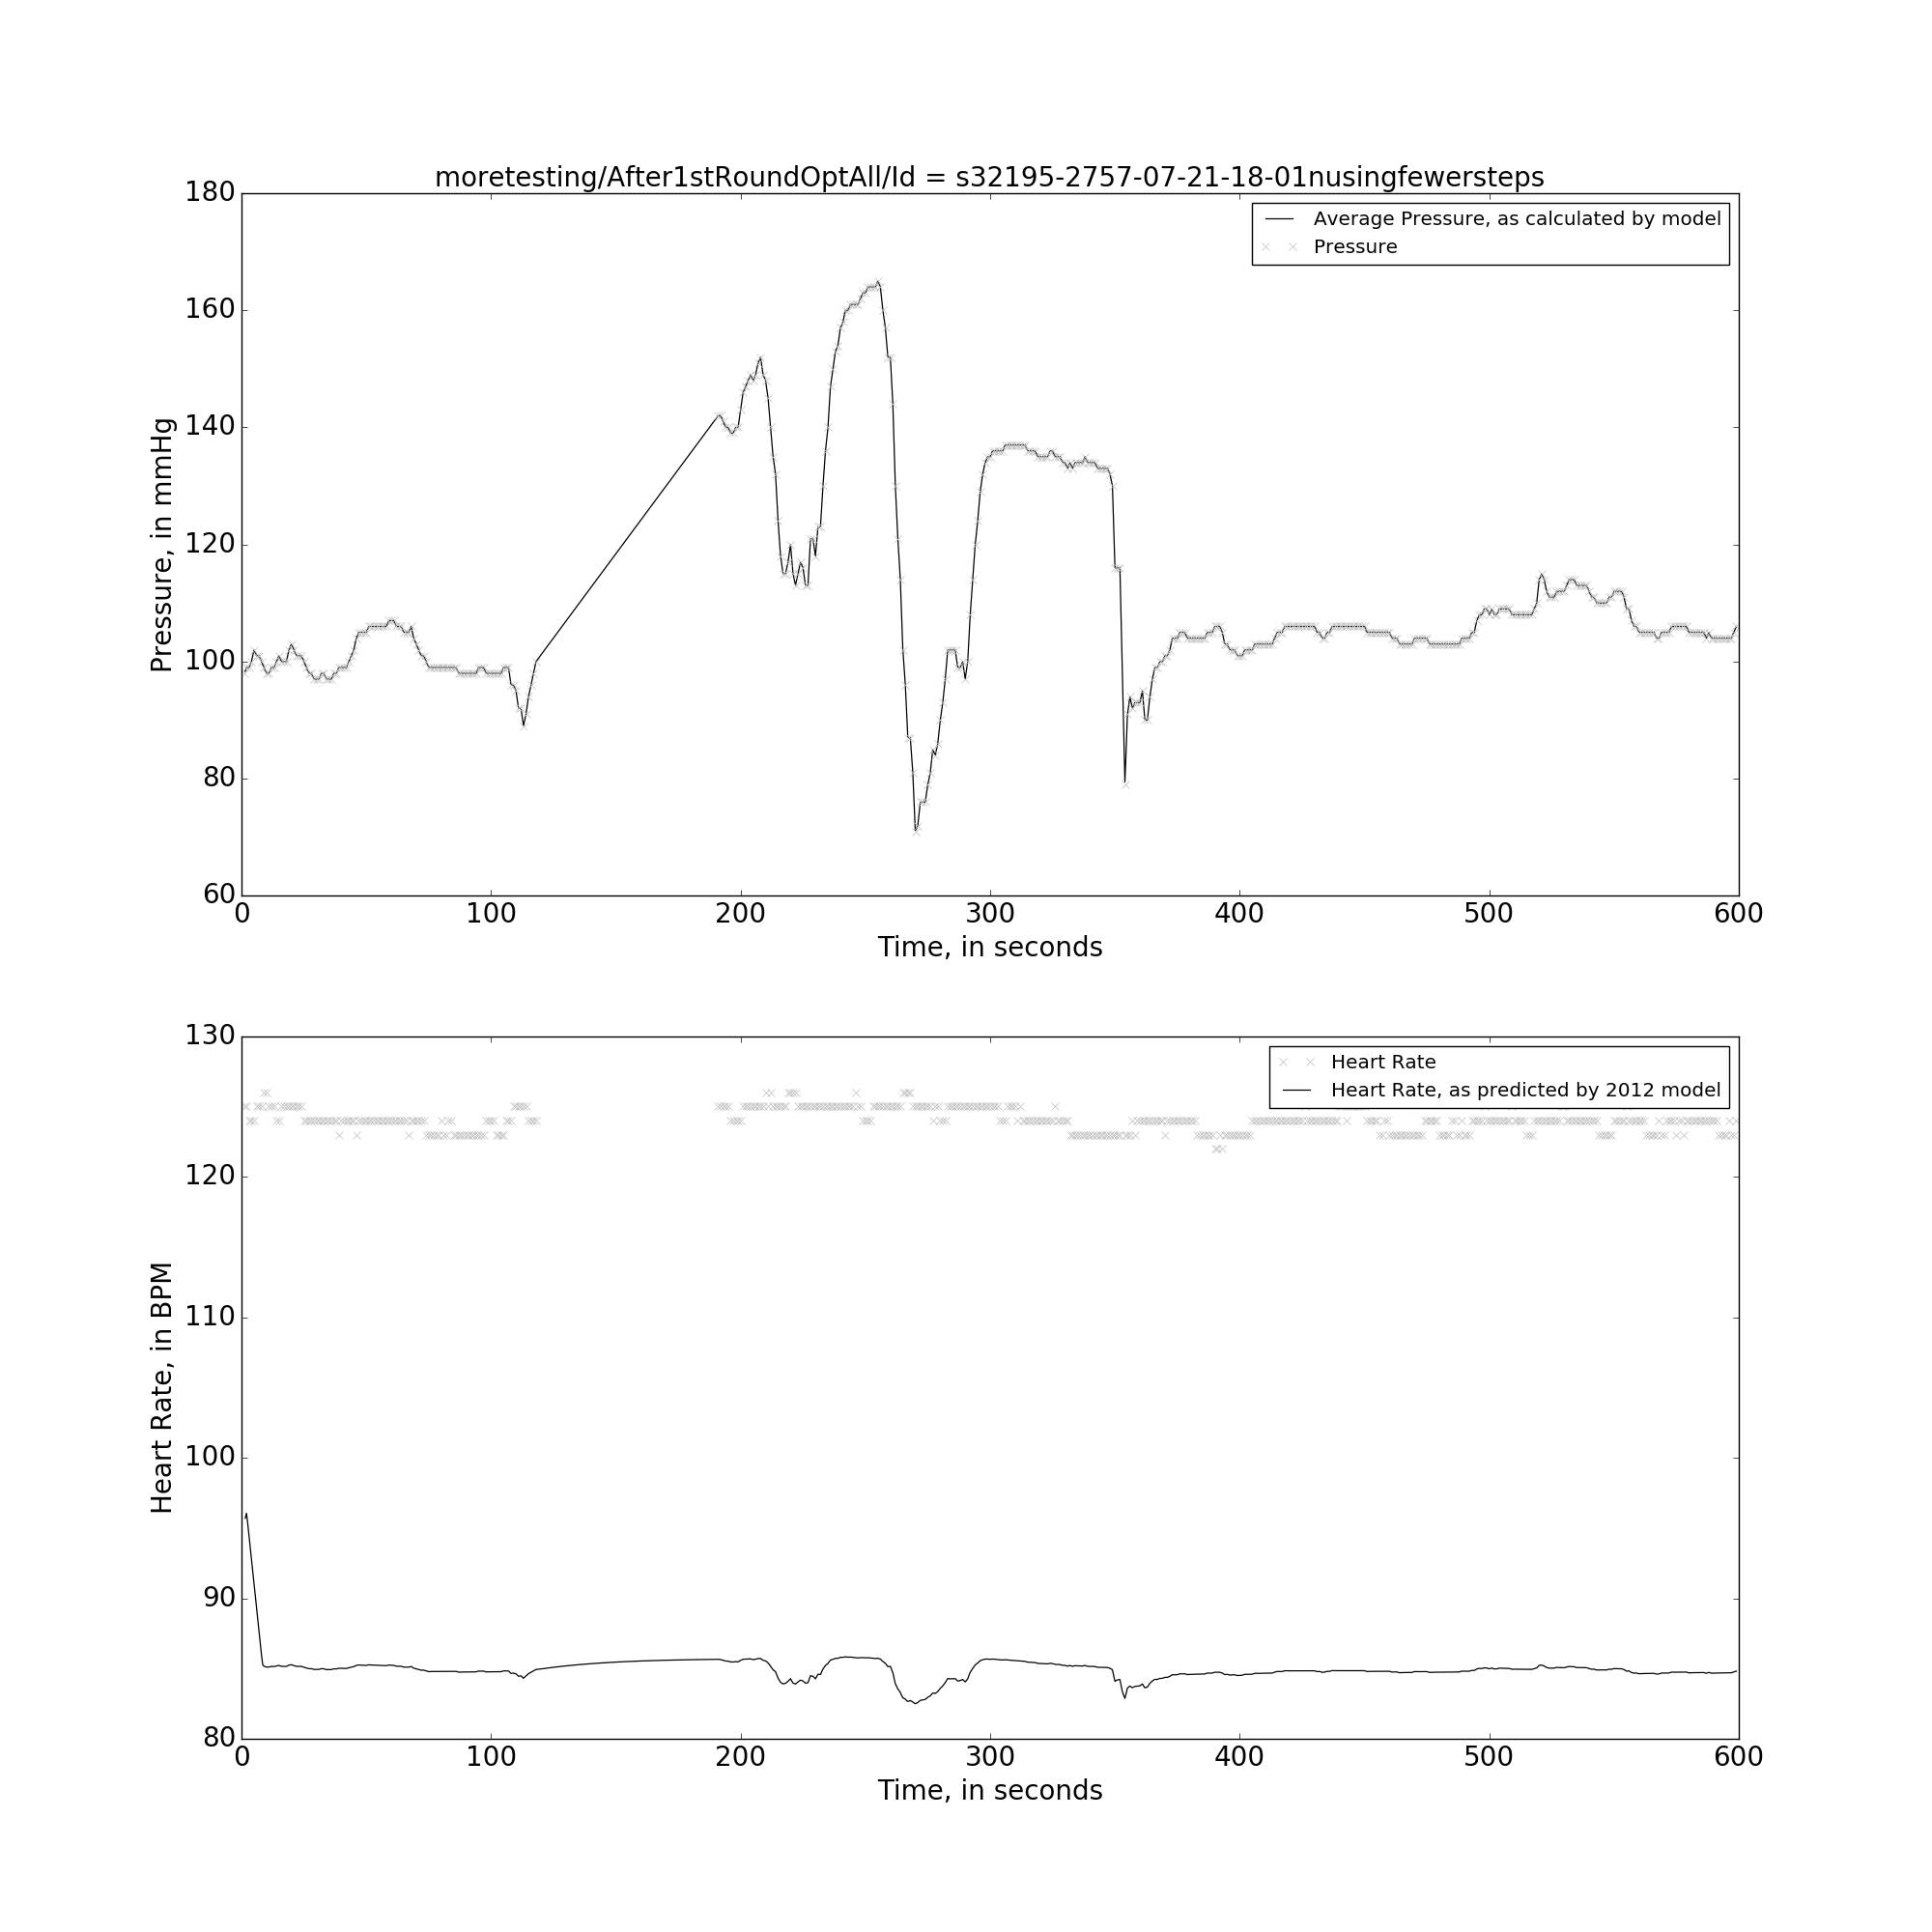 moretesting/After1stRoundOptAll/Id = s32195-2757-07-21-18-01nusingfewersteps
180
160
140
120
100
80
60
Pressure, in mmHg
Average Pressure, as calculated by model
Pressure
0 100 200 300 400 500 600
Time, in seconds
130
120
110
100
90
80
Heart Rate, in BPM
Heart Rate
Heart Rate, as predicted by 2012 model
0 100 200 300 400 500 600
Time, in seconds